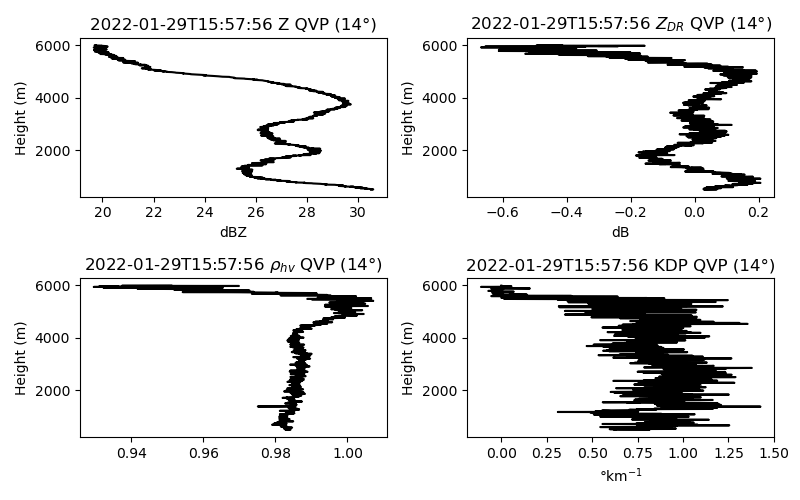 2022-01-29T15:57:56 Z QVP (14°)
6000
4000
2000
Height (m)
20 22 24 26 28 30
dBZ
2022-01-29T15:57:56 Z_DR QVP (14°)
6000
4000
2000
Height (m)
−0.6 −0.4 −0.2 0.0 0.2
dB
2022-01-29T15:57:56 ρ_hv QVP (14°)
6000
4000
2000
Height (m)
0.94 0.96 0.98 1.00
2022-01-29T15:57:56 KDP QVP (14°)
6000
4000
2000
Height (m)
0.00 0.25 0.50 0.75 1.00 1.25 1.50
°km⁻¹